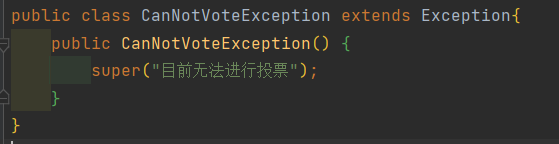 public class CanNotVoteException extends Exception{
public CanNotVoteException() {
super("目前无法进行投票");
}
}